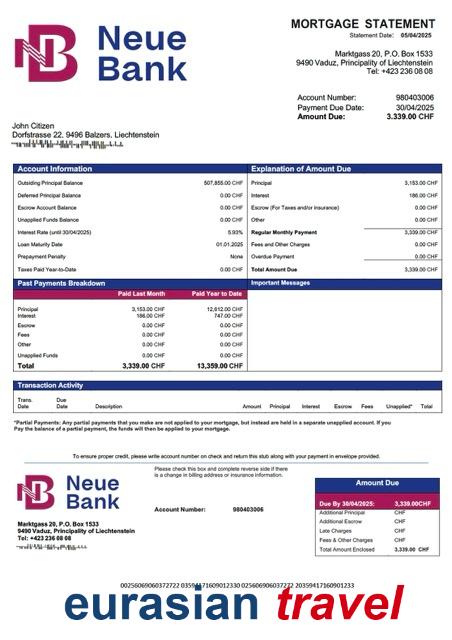 Neue
Bank
MORTGAGE STATEMENT
Statement Date: 05/04/2025
Marktgass 20, P.O. Box 1533
9490 Vaduz, Principality of Liechtenstein
Tel: +423 236 08 08
Account Number: 980403006
Payment Due Date: 30/04/2025
Amount Due: 3.339.00 CHF
John Citizen
Dorfstrasse 22, 9496 Balzers, Liechtenstein
Account Information
Outsiding Principal Balance 507,855.00 CHF
Deferred Principal Balance 0.00 CHF
Escrow Account Balance 0.00 CHF
Unapplied Funds Balance 0.00 CHF
Interest Rate (until 30/04/2025) 5.93%
Loan Maturity Date 01.01.2025
Prepayment Penalty None
Taxes Paid Year-to-Date 0.00 CHF
Explanation of Amount Due
Principal 3,153.00 CHF
Interest 186.00 CHF
Escrow (For Taxes and/or insurance) 0.00 CHF
Other 0.00 CHF
Regular Monthly Payment 3,339.00 CHF
Fees and Other Charges 0.00 CHF
Overdue Payment 0.00 CHF
Total Amount Due 3,339.00 CHF
Past Payments Breakdown
Paid Last Month Paid Year to Date
Principal 3,153.00 CHF 12,612.00 CHF
Interest 186.00 CHF 747.00 CHF
Escrow 0.00 CHF 0.00 CHF
Fees 0.00 CHF 0.00 CHF
Other 0.00 CHF 0.00 CHF
Unapplied Funds 0.00 CHF 0.00 CHF
Total 3,339.00 CHF 13,359.00 CHF
Important Messages
Transaction Activity
Trans. Date Due Date Description Amount Principal Interest Escrow Fees Unapplied* Total
*Partial Payments: Any partial payments that you make are not applied to your mortgage, but instead are held in a separate unapplied account. If you
Pay the balance of a partial payment, the funds will then be applied to your mortgage.
To ensure proper credit, please write account number on check and return this stub along with your payment in envelope provided.
Neue
Bank
Please check this box and complete reverse side if there
is a change in billing address or insurance information.
Account Number: 980403006
Marktgass 20, P.O. Box 1533
9490 Vaduz, Principality of Liechtenstein
Tel: +423 236 08 08
Amount Due
Due By 30/04/2025: 3,339.00CHF
Additional Principal CHF
Additional Escrow CHF
Late Charges CHF
Fees & Other Charges CHF
Total Amount Enclosed 3,339.00 CHF
eurasian travel